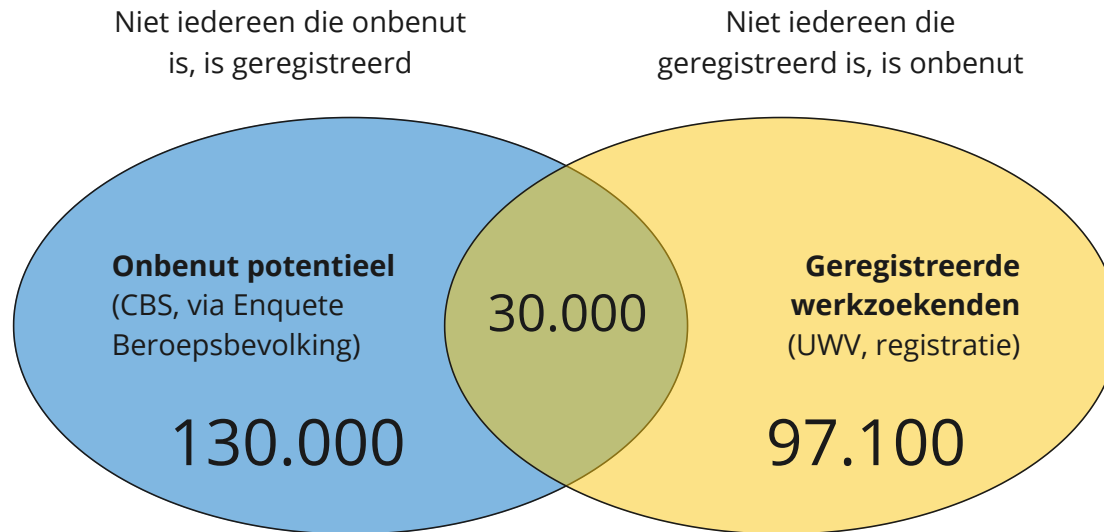 Niet iedereen die onbenut
is, is geregistreerd
Niet iedereen die
geregistreerd is, is onbenut
Onbenut potentieel
(CBS, via Enquete
Beroepsbevolking)
130.000
30.000
Geregistreerde
werkzoekenden
(UWV, registratie)
97.100